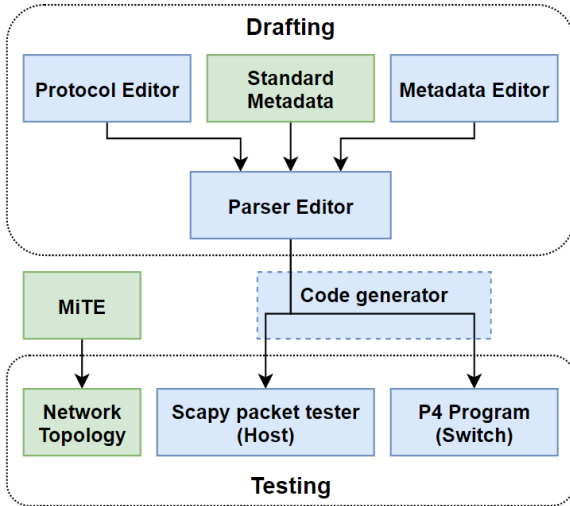 Drafting
Protocol Editor
Standard
Metadata
Metadata Editor
Parser Editor
MiTE
Code generator
Network
Topology
Scapy packet tester
(Host)
P4 Program
(Switch)
Testing